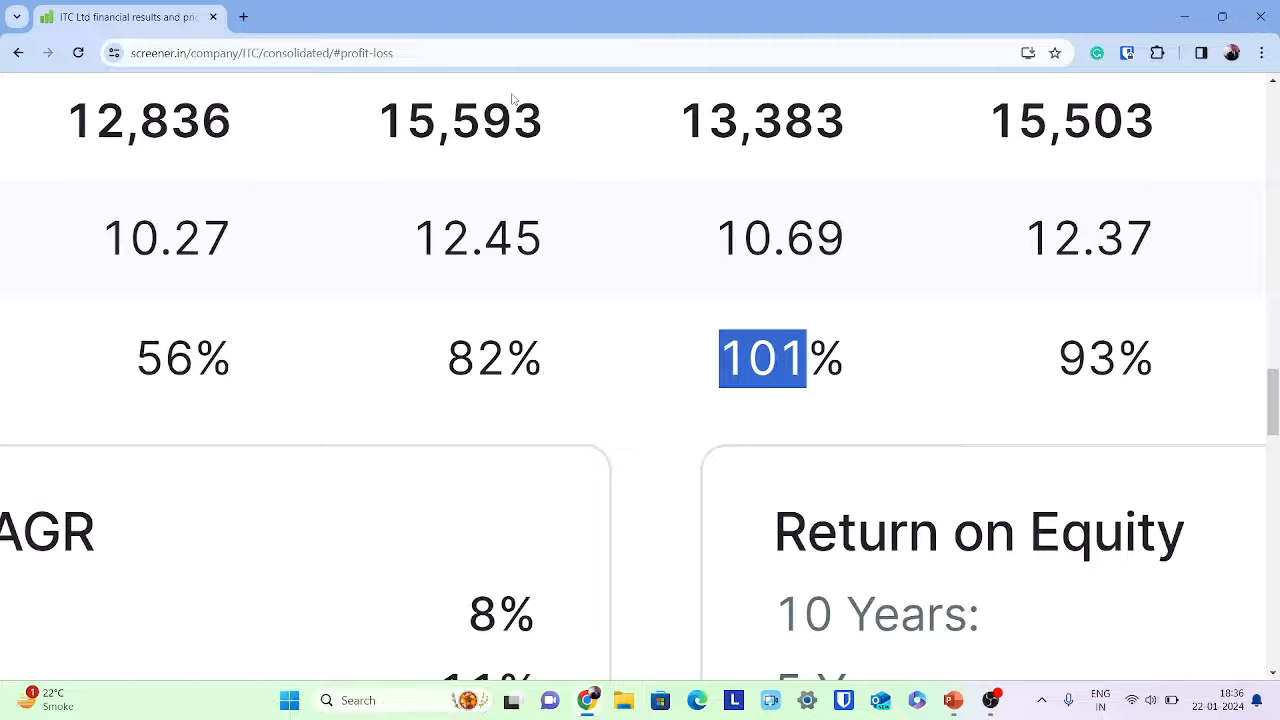 ITC Ltd financial results and pric
screener.in/company/ITC/consolidated/#profit-loss
12,836 15,593 13,383 15,503
10.27 12.45 10.69 12.37
56% 82% 101% 93%
AGR
Return on Equity
8%
10 Years:
11%
1
22°C
Smoke
Search
ENG
IN
18:36
22-01-2024